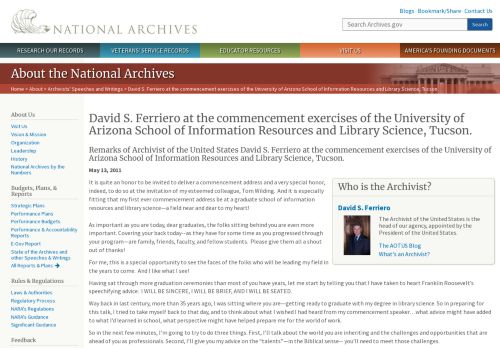 Blogs · Bookmark/Share · Contact Us
NATIONAL ARCHIVES
Search Archives.gov
Search
RESEARCH OUR RECORDS
VETERANS' SERVICE RECORDS
EDUCATOR RESOURCES
VISIT US
AMERICA'S FOUNDING DOCUMENTS
About the National Archives
Home > About > Archivists' Speeches and Writings > David S. Ferriero at the commencement exercises of the University of Arizona School of Information Resources and Library Science, Tucson.
About Us
Visit Us
Vision & Mission
Organization
Leadership
History
National Archives by the
Numbers
Budgets, Plans, &
Reports
Strategic Plans
Performance Plans
Performance Budgets
Performance & Accountability
Reports
E-Gov Report
State of the Archives and
other Speeches & Writings
All Reports & Plans
Rules & Regulations
Laws & Authorities
Regulatory Process
NARA's Regulations
NARA's Guidance
Significant Guidance
Feedback
David S. Ferriero at the commencement exercises of the University of
Arizona School of Information Resources and Library Science, Tucson.
Remarks of Archivist of the United States David S. Ferriero at the commencement exercises of the University of
Arizona School of Information Resources and Library Science, Tucson.
May 13, 2011
It is quite an honor to be invited to deliver a commencement address and a very special honor,
indeed, to do so at the invitation of my esteemed colleague, Tom Wilding. And it is especially
fitting that my first ever commencement address be at a graduate school of information
resources and library science—a field near and dear to my heart!
As important as you are today, dear graduates, the folks sitting behind you are even more
important. Covering your back today—as they have for some time as you progressed through
your program—are family, friends, faculty, and fellow students. Please give them all a shout
out of thanks!
For me, this is a special opportunity to see the faces of the folks who will be leading my field in
the years to come. And I like what I see!
Having sat through more graduation ceremonies than most of you have years, let me start by telling you that I have taken to heart Franklin Roosevelt's
speechifying advice: I WILL BE SINCERE, I WILL BE BRIEF, AND I WILL BE SEATED.
Way back in last century, more than 35 years ago, I was sitting where you are—getting ready to graduate with my degree in library science. So in preparing for
this talk, I tried to take myself back to that day, and to think about what I wished I had heard from my commencement speaker...what advice might have added
to what I'd learned in school, what perspective might have helped prepare me for the world of work.
So in the next few minutes, I'm going to try to do three things. First, I'll talk about the world you are inheriting and the challenges and opportunities that are
ahead of you as professionals. Second, I'll give you my advice on the "talents"—in the Biblical sense— you'll need to meet those challenges.
Who is the Archivist?
David S. Ferriero
The Archivist of the United States is the
head of our agency, appointed by the
President of the United States.
The AOTUS Blog
What's an Archivist?